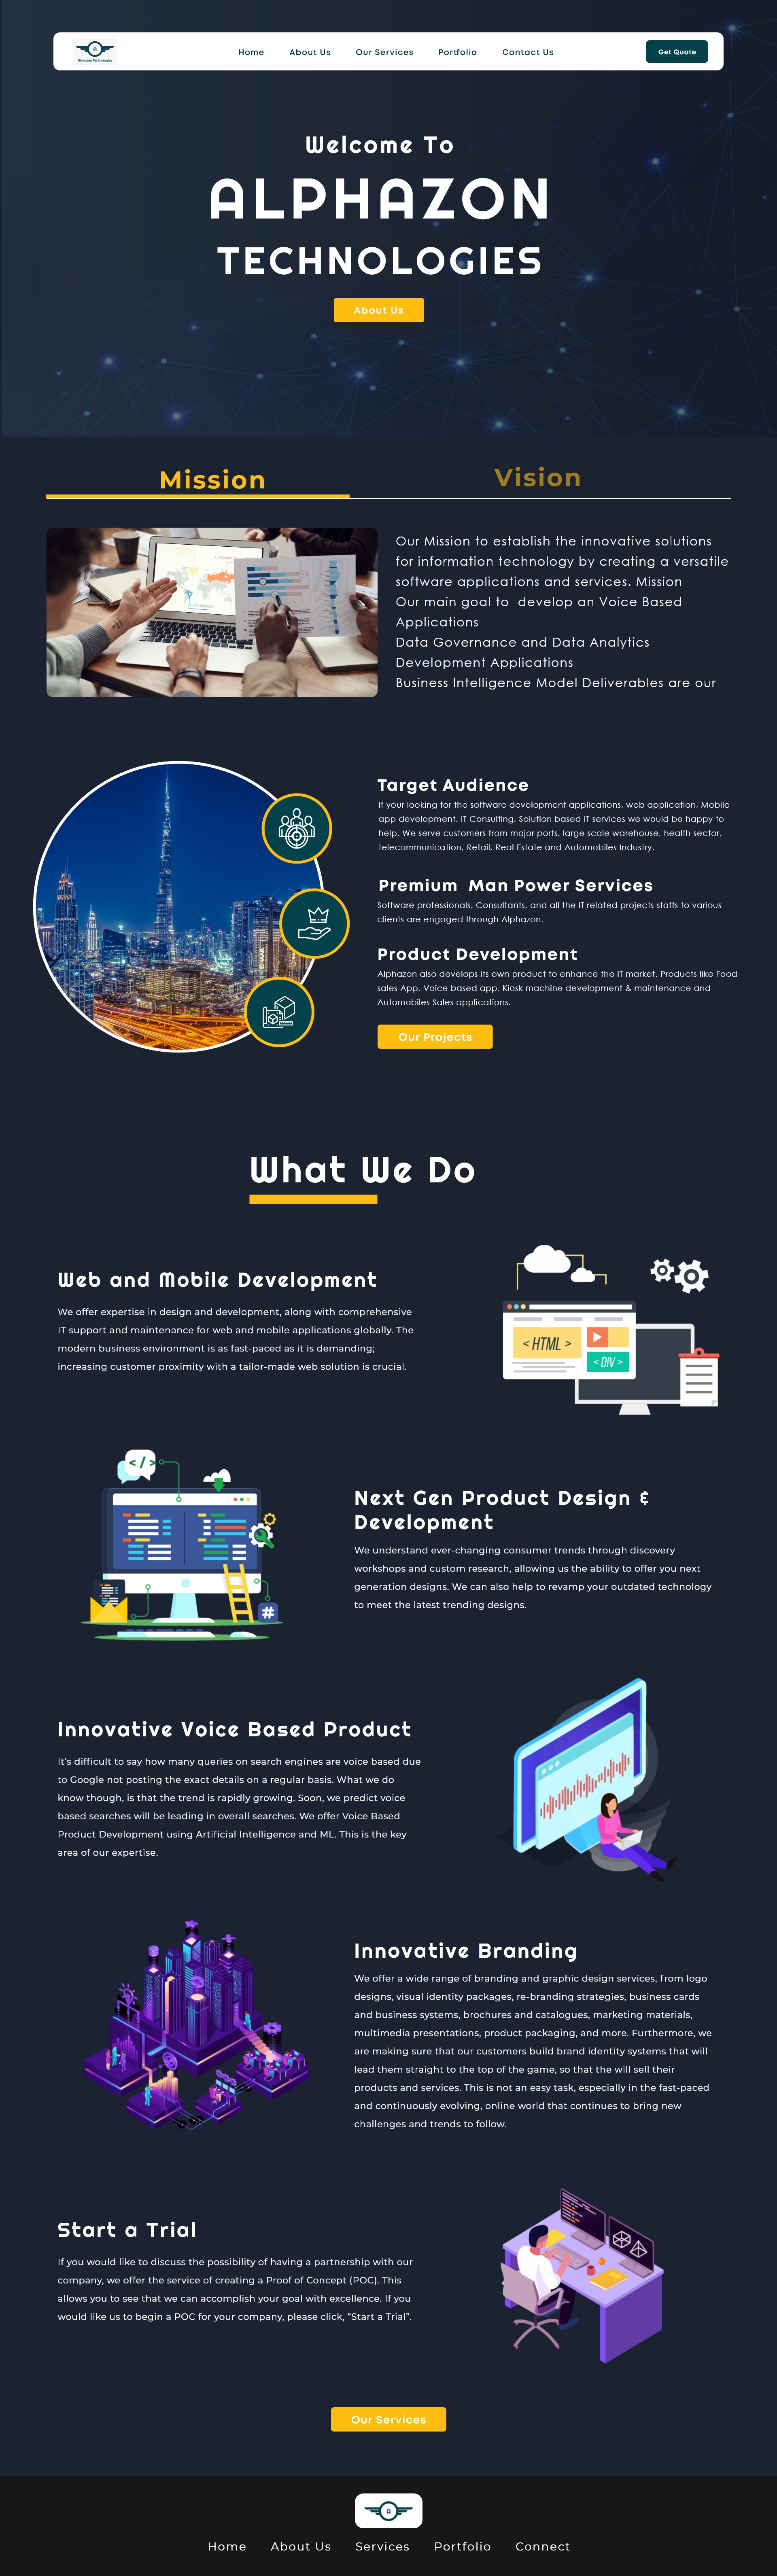 Alphazon Technologies
Home About Us Our Services Portfolio Contact Us Get Quote
Welcome To
ALPHAZON
TECHNOLOGIES
About Us
Mission Vision
Our Mission to establish the innovative solutions
for information technology by creating a versatile
software applications and services. Mission
Our main goal to develop an Voice Based
Applications
Data Governance and Data Analytics
Development Applications
Business Intelligence Model Deliverables are our
Target Audience
If your looking for the software development applications, web application, Mobile
app development, IT Consulting, Solution based IT services we would be happy to
help. We serve customers from major ports, large scale warehouse, health sector,
telecommunication, Retail, Real Estate and Automobiles Industry.
Premium Man Power Services
Software professionals, Consultants, and all the IT related projects staffs to various
clients are engaged through Alphazon.
Product Development
Alphazon also develops its own product to enhance the IT market. Products like Food
sales App, Voice based app, Kiosk machine development & maintenance and
Automobiles Sales applications.
Our Projects
What We Do
Web and Mobile Development
We offer expertise in design and development, along with comprehensive
IT support and maintenance for web and mobile applications globally. The
modern business environment is as fast-paced as it is demanding;
increasing customer proximity with a tailor-made web solution is crucial.
< HTML >
< DIV >
< / >
#
Next Gen Product Design &
Development
We understand ever-changing consumer trends through discovery
workshops and custom research, allowing us the ability to offer you next
generation designs. We can also help to revamp your outdated technology
to meet the latest trending designs.
Innovative Voice Based Product
It's difficult to say how many queries on search engines are voice based due
to Google not posting the exact details on a regular basis. What we do
know though, is that the trend is rapidly growing. Soon, we predict voice
based searches will be leading in overall searches. We offer Voice Based
Product Development using Artificial Intelligence and ML. This is the key
area of our expertise.
Innovative Branding
We offer a wide range of branding and graphic design services, from logo
designs, visual identity packages, re-branding strategies, business cards
and business systems, brochures and catalogues, marketing materials,
multimedia presentations, product packaging, and more. Furthermore, we
are making sure that our customers build brand identity systems that will
lead them straight to the top of the game, so that the will sell their
products and services. This is not an easy task, especially in the fast-paced
and continuously evolving, online world that continues to bring new
challenges and trends to follow.
Start a Trial
If you would like to discuss the possibility of having a partnership with our
company, we offer the service of creating a Proof of Concept (POC). This
allows you to see that we can accomplish your goal with excellence. If you
would like us to begin a POC for your company, please click, "Start a Trial".
Our Services
A
Home About Us Services Portfolio Connect